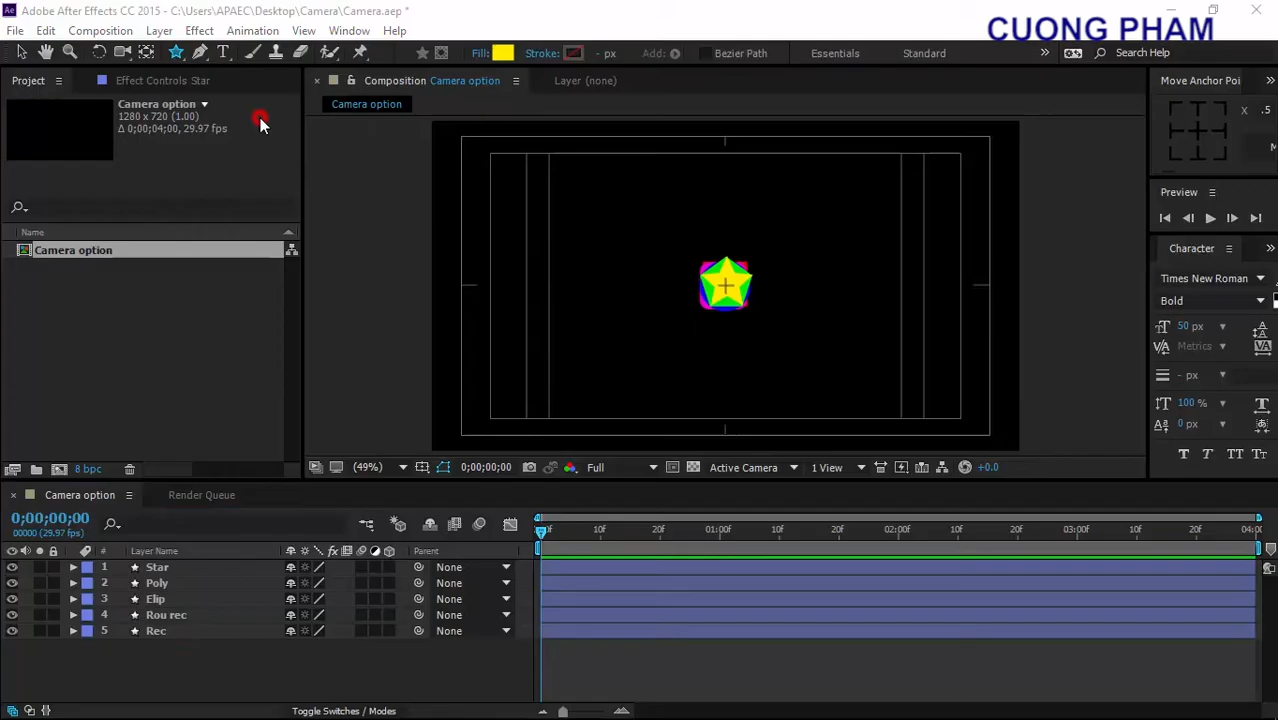 Adobe After Effects CC 2015 - C:\Users\APAEC\Desktop\Camera\Camera.aep *
CUONG PHAM
File Edit Composition Layer Effect Animation View Window Help
Fill: Stroke: - px Add: Bezier Path Essentials Standard Search Help
Project Effect Controls Star
Composition Camera option Layer (none)
Move Anchor Poi
Camera option
1280 x 720 (1.00)
Δ 0;00;04;00, 29.97 fps
Camera option
X .5
Preview
Name
Camera option
Character
Times New Roman
Bold
50 px
Metrics
- px
100 %
0 px
8 bpc
(49%) 0;00;00;00 Full Active Camera 1 View +0.0
Camera option Render Queue
0;00;00;00
00000 (29.97 fps)
10f 20f 01:00f 10f 20f 02:00f 10f 20f 03:00f 10f 20f 04:0
# Layer Name fx Parent
1 Star None
2 Poly None
3 Elip None
4 Rou rec None
5 Rec None
Toggle Switches / Modes